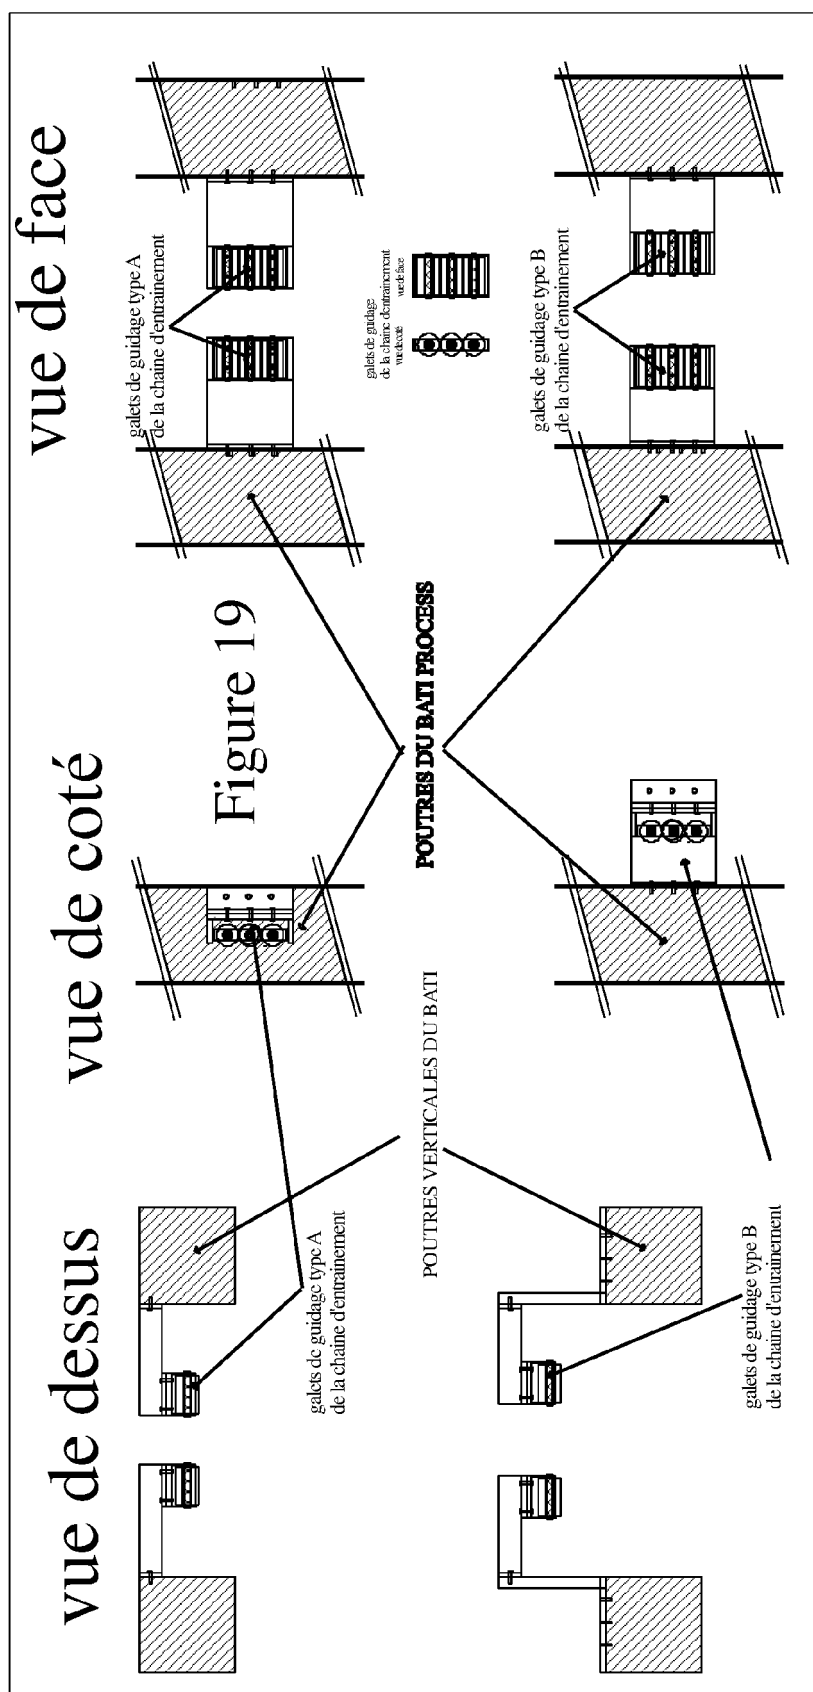 vue de dessus
vue de coté
vue de face
Figure 19
galets de guidage type A
de la chaine d'entrainement
galets de guidage type A
de la chaine d'entrainement
galets de guidage
de la chaine d'entrainement
vue de coté
vue de face
POUTRES VERTICALES DU BATI
POUTRES DU BATI PROCESS
galets de guidage type B
de la chaine d'entrainement
galets de guidage type B
de la chaine d'entrainement